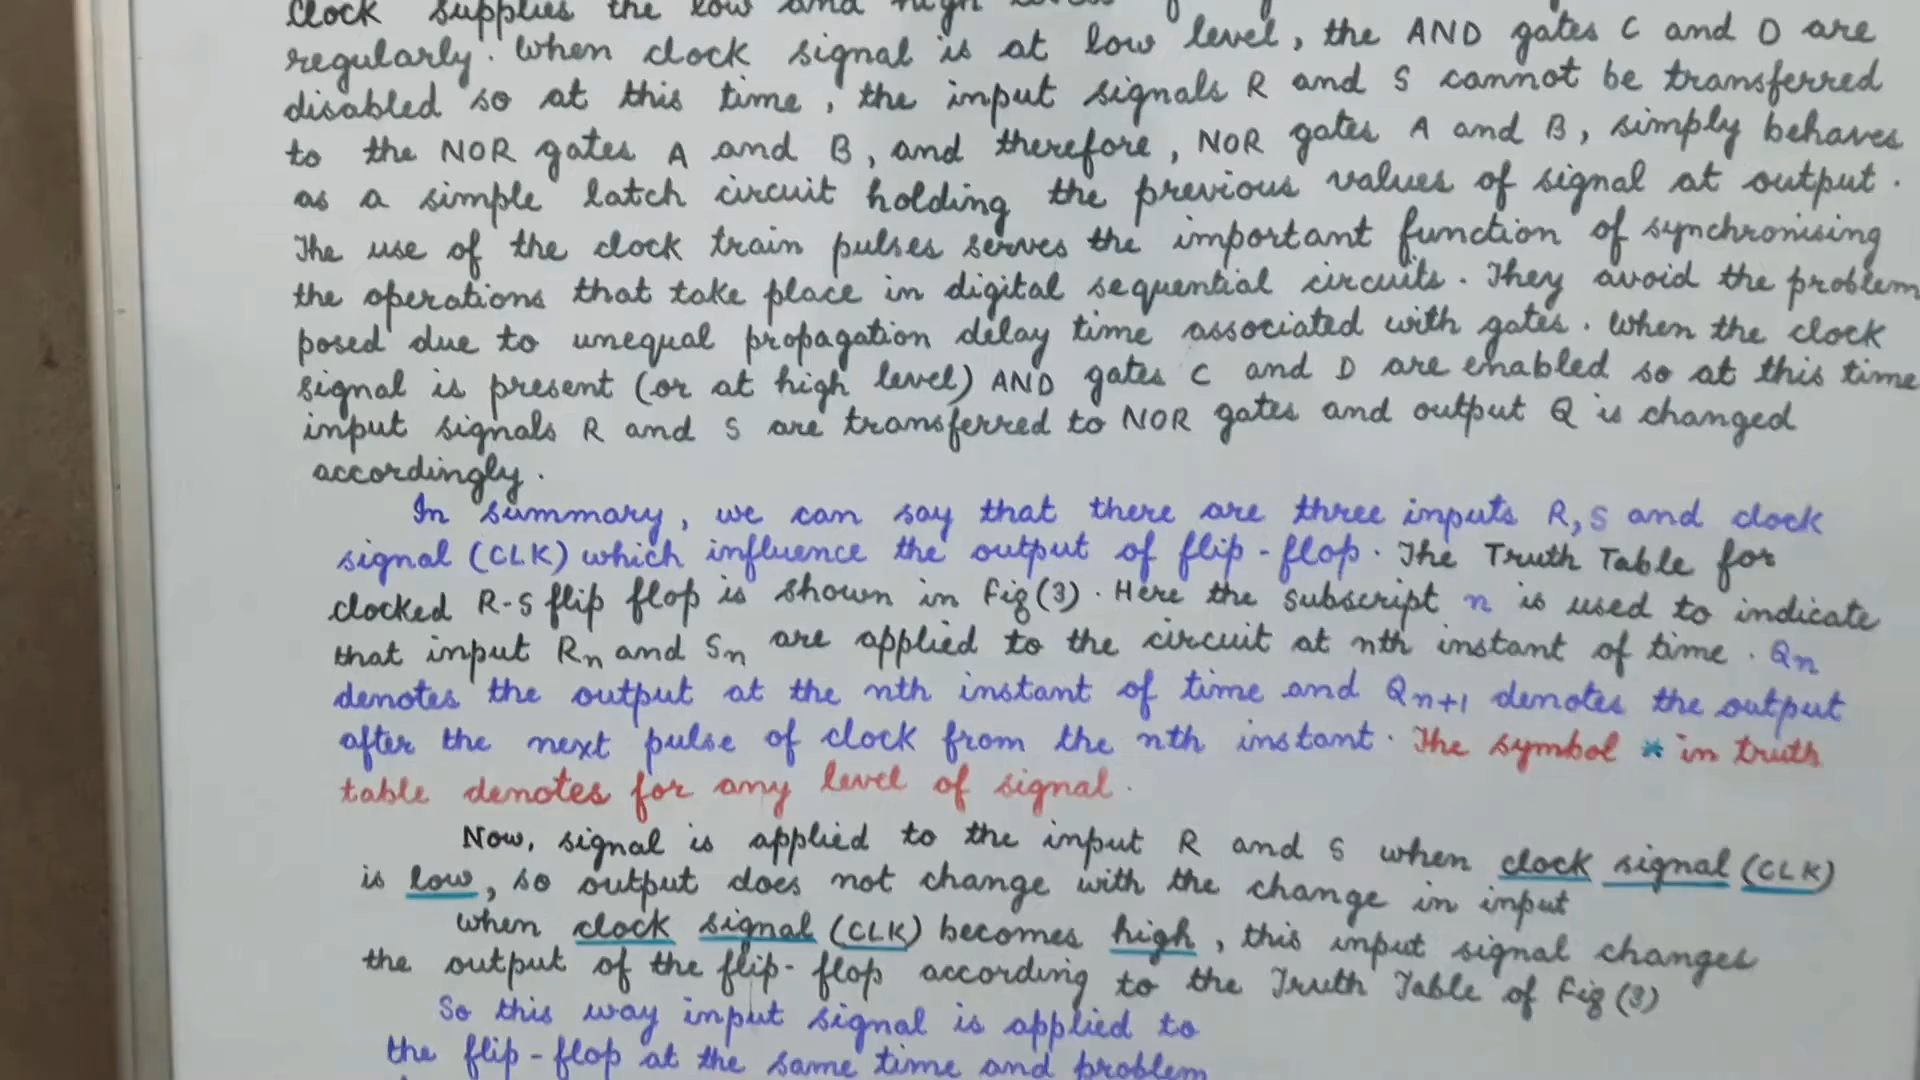 Clock supplies the low and high
regularly. When clock signal is at low level, the AND gates C and D are
disabled so at this time, the input signals R and S cannot be transferred
to the NOR gates A and B, and therefore, NOR gates A and B, simply behaves
as a simple latch circuit holding the previous values of signal at output.
The use of the clock train pulses serves the important function of synchronising
the operations that take place in digital sequential circuits. They avoid the problem
posed due to unequal propagation delay time associated with gates. When the clock
signal is present (or at high level) AND gates C and D are enabled so at this time
input signals R and S are transferred to NOR gates and output Q is changed
accordingly.
In summary, we can say that there are three inputs R, S and clock
signal (CLK) which influence the output of flip-flop. The Truth Table for
clocked R-S flip flop is shown in Fig (3). Here the subscript n is used to indicate
that input Rn and Sn are applied to the circuit at nth instant of time. Qn
denotes the output at the nth instant of time and Qn+1 denotes the output
after the next pulse of clock from the nth instant. The symbol * in truth
table denotes for any level of signal.
Now, signal is applied to the input R and S when clock signal (CLK)
is low, so output does not change with the change in input
when clock signal (CLK) becomes high, this input signal changes
the output of the flip-flop according to the Truth Table of Fig (3)
So this way input signal is applied to
the flip-flop at the same time and problem